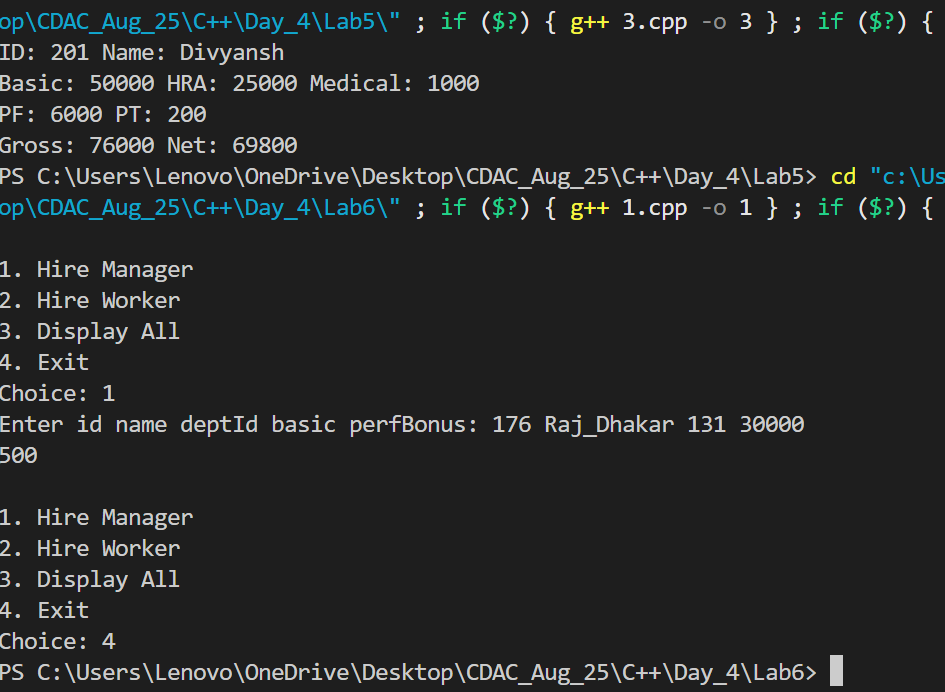 op\CDAC_Aug_25\C++\Day_4\Lab5\" ; if ($?) { g++ 3.cpp -o 3 } ; if ($?) {
ID: 201 Name: Divyansh
Basic: 50000 HRA: 25000 Medical: 1000
PF: 6000 PT: 200
Gross: 76000 Net: 69800
PS C:\Users\Lenovo\OneDrive\Desktop\CDAC_Aug_25\C++\Day_4\Lab5> cd "c:\Us
op\CDAC_Aug_25\C++\Day_4\Lab6\" ; if ($?) { g++ 1.cpp -o 1 } ; if ($?) {
1. Hire Manager
2. Hire Worker
3. Display All
4. Exit
Choice: 1
Enter id name deptId basic perfBonus: 176 Raj_Dhakar 131 30000
500
1. Hire Manager
2. Hire Worker
3. Display All
4. Exit
Choice: 4
PS C:\Users\Lenovo\OneDrive\Desktop\CDAC_Aug_25\C++\Day_4\Lab6>